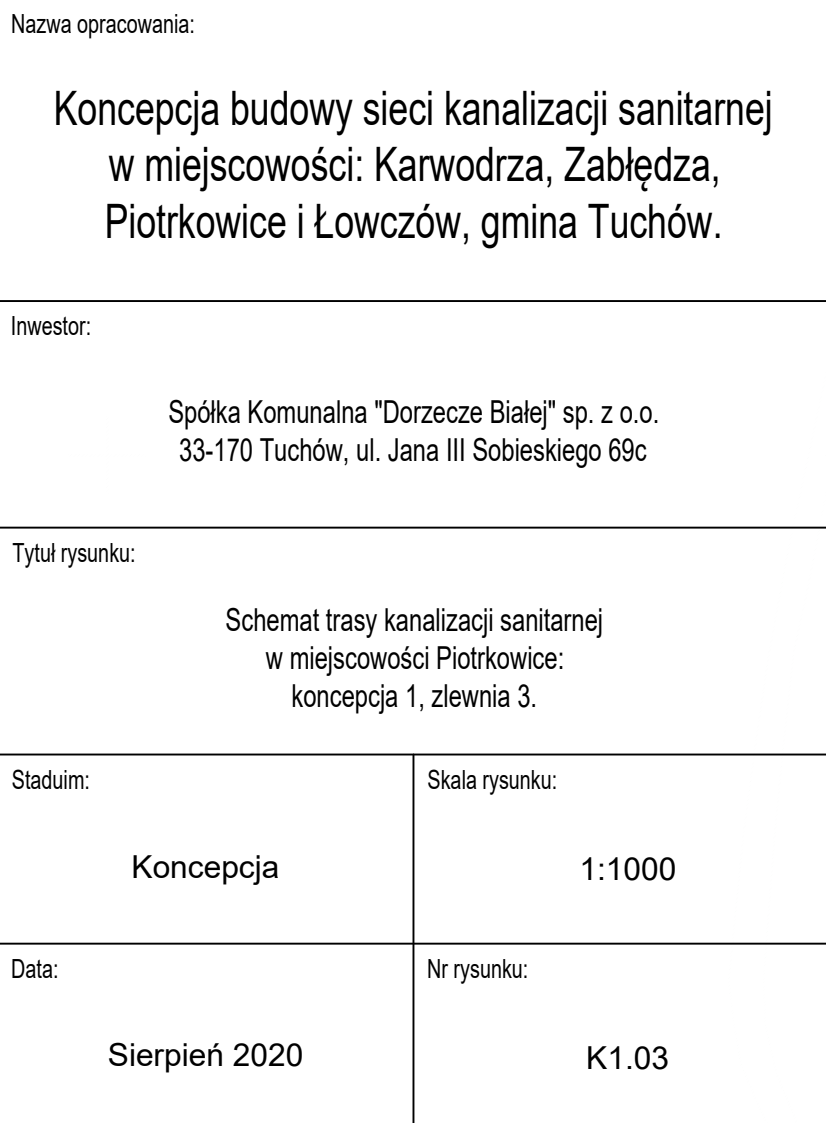 Nazwa opracowania:
Koncepcja budowy sieci kanalizacji sanitarnej
w miejscowości: Karwodrza, Zabłędza,
Piotrkowice i Łowczów, gmina Tuchów.
Inwestor:
Spółka Komunalna "Dorzecze Białej" sp. z o.o.
33-170 Tuchów, ul. Jana III Sobieskiego 69c
Tytuł rysunku:
Schemat trasy kanalizacji sanitarnej
w miejscowości Piotrkowice:
koncepcja 1, zlewnia 3.
Staduim:
Koncepcja
Skala rysunku:
1:1000
Data:
Sierpień 2020
Nr rysunku:
K1.03